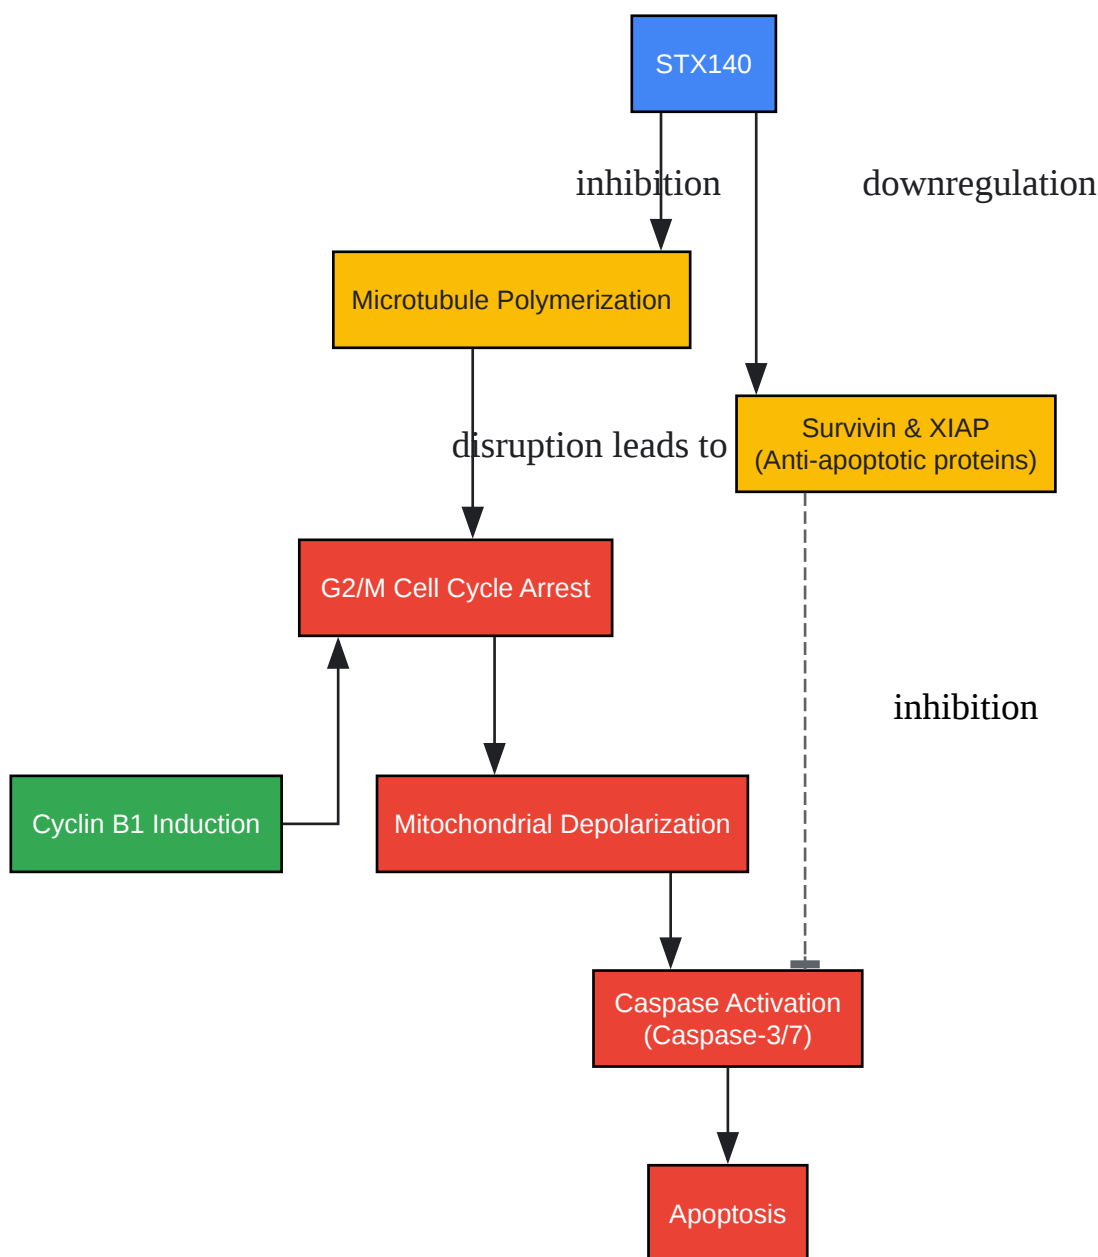 STX140
inhibition
downregulation
Microtubule Polymerization
Survivin & XIAP
(Anti-apoptotic proteins)
disruption leads to
G2/M Cell Cycle Arrest
inhibition
Cyclin B1 Induction
Mitochondrial Depolarization
Caspase Activation
(Caspase-3/7)
Apoptosis